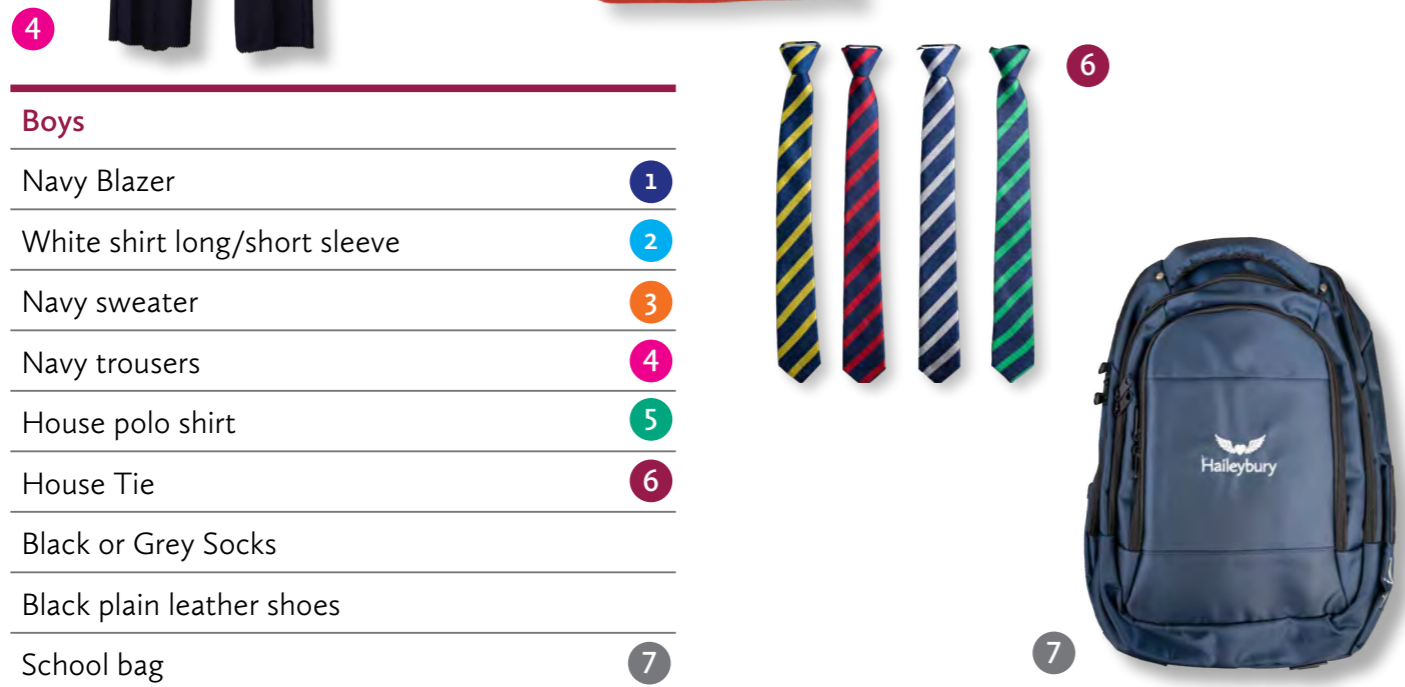 4
6
Boys
Navy Blazer 1
White shirt long/short sleeve 2
Navy sweater 3
Navy trousers 4
House polo shirt 5
House Tie 6
Black or Grey Socks
Black plain leather shoes
School bag 7
Haileybury
7